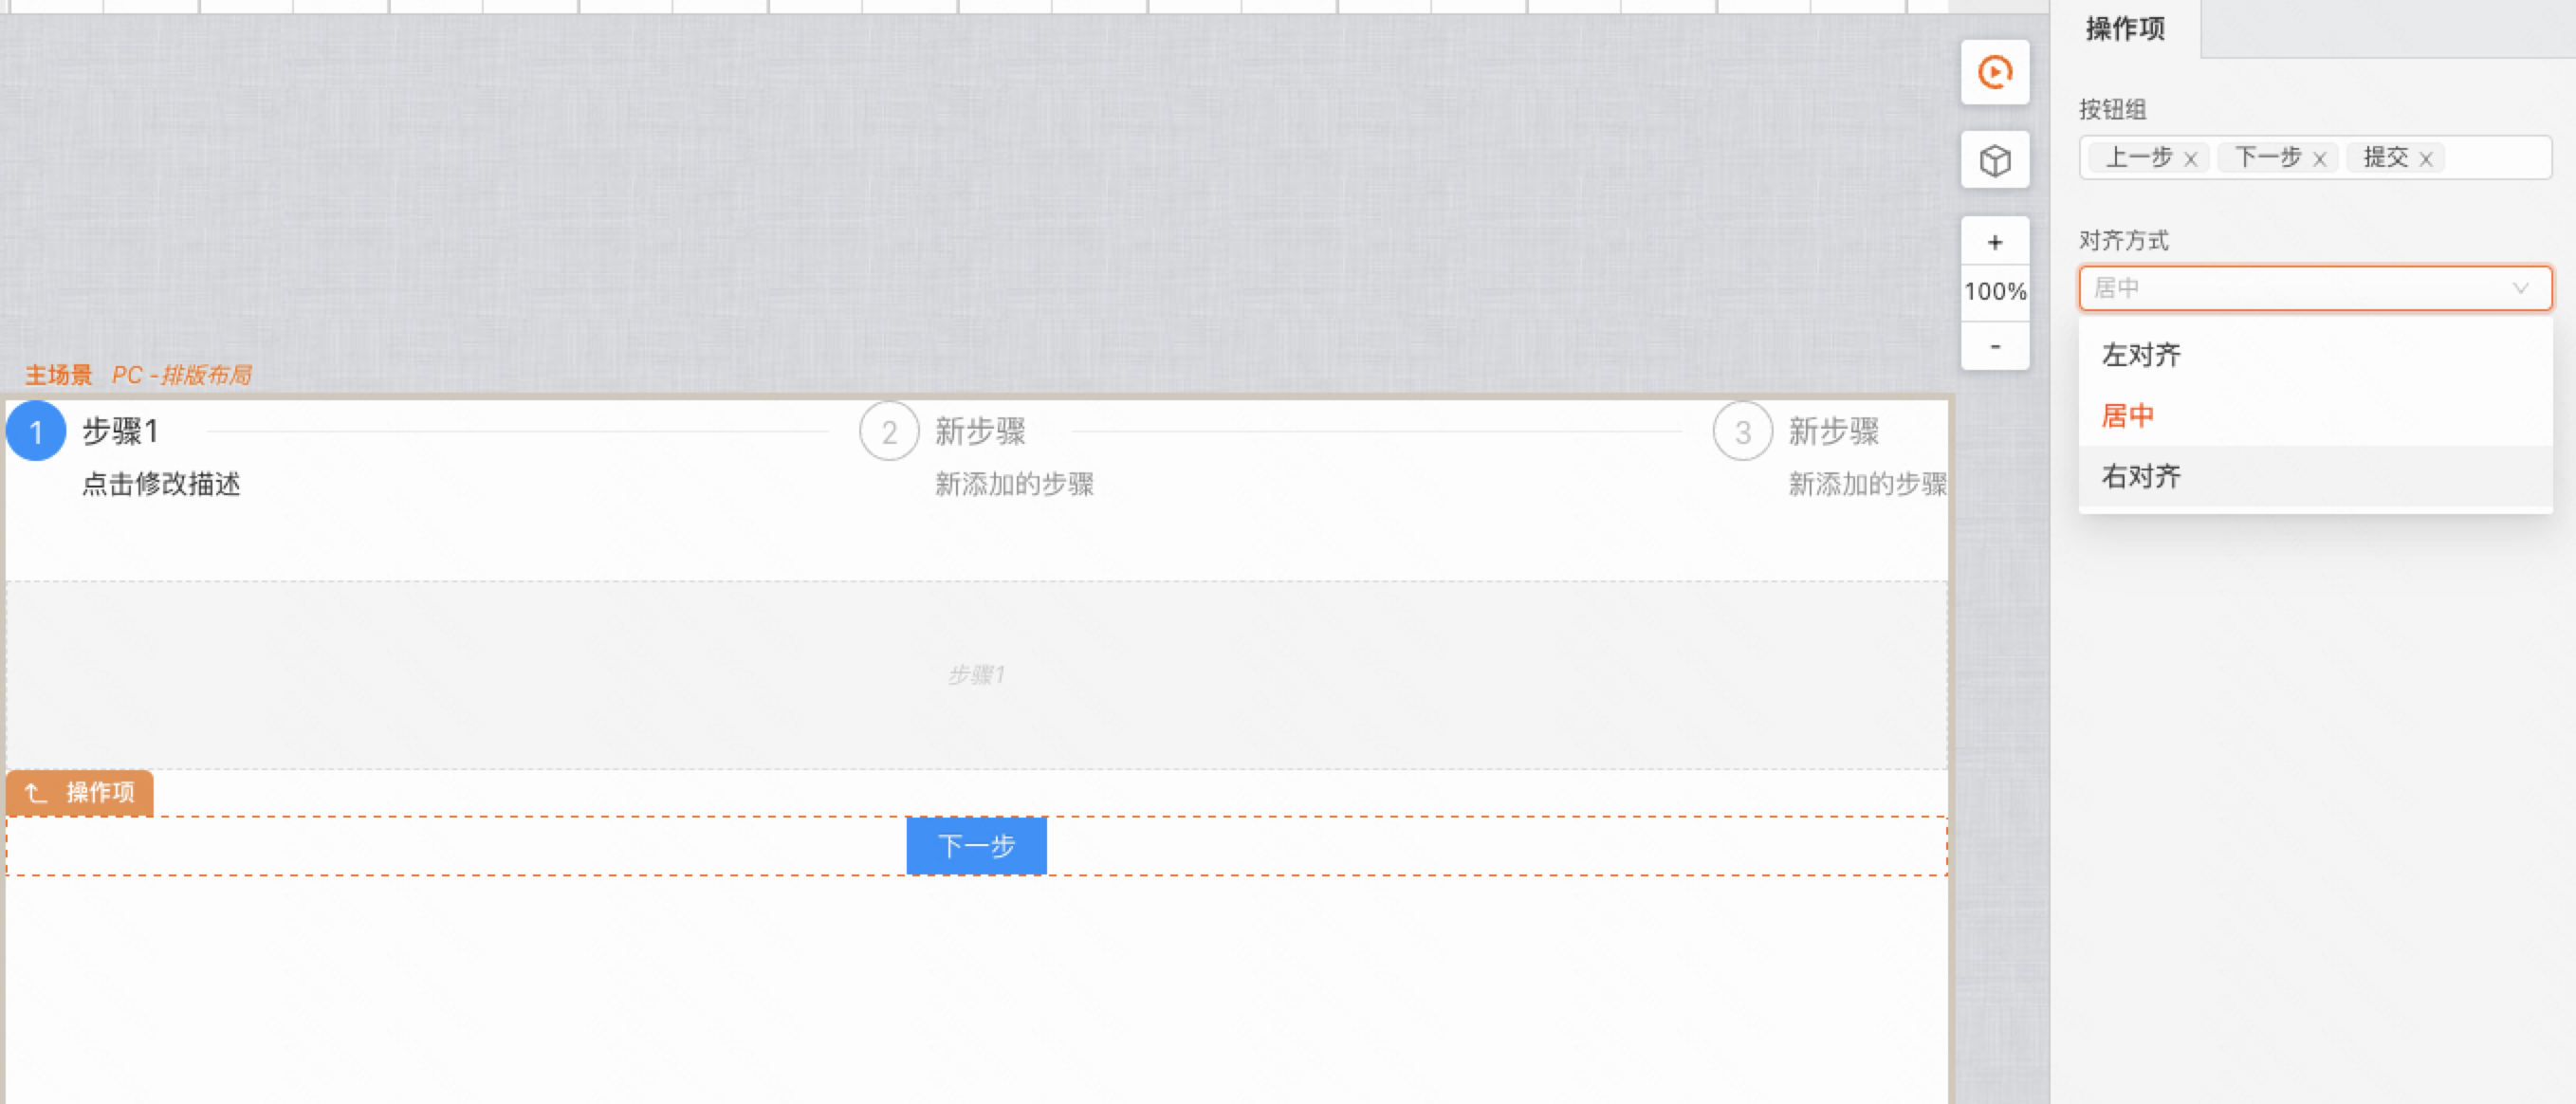 操作项
按钮组
上一步 x 下一步 x 提交 x
对齐方式
居中
左对齐
居中
右对齐
+
100%
-
主场景 PC -排版布局
1 步骤1
点击修改描述
2 新步骤
新添加的步骤
3 新步骤
新添加的步骤
步骤1
操作项
下一步